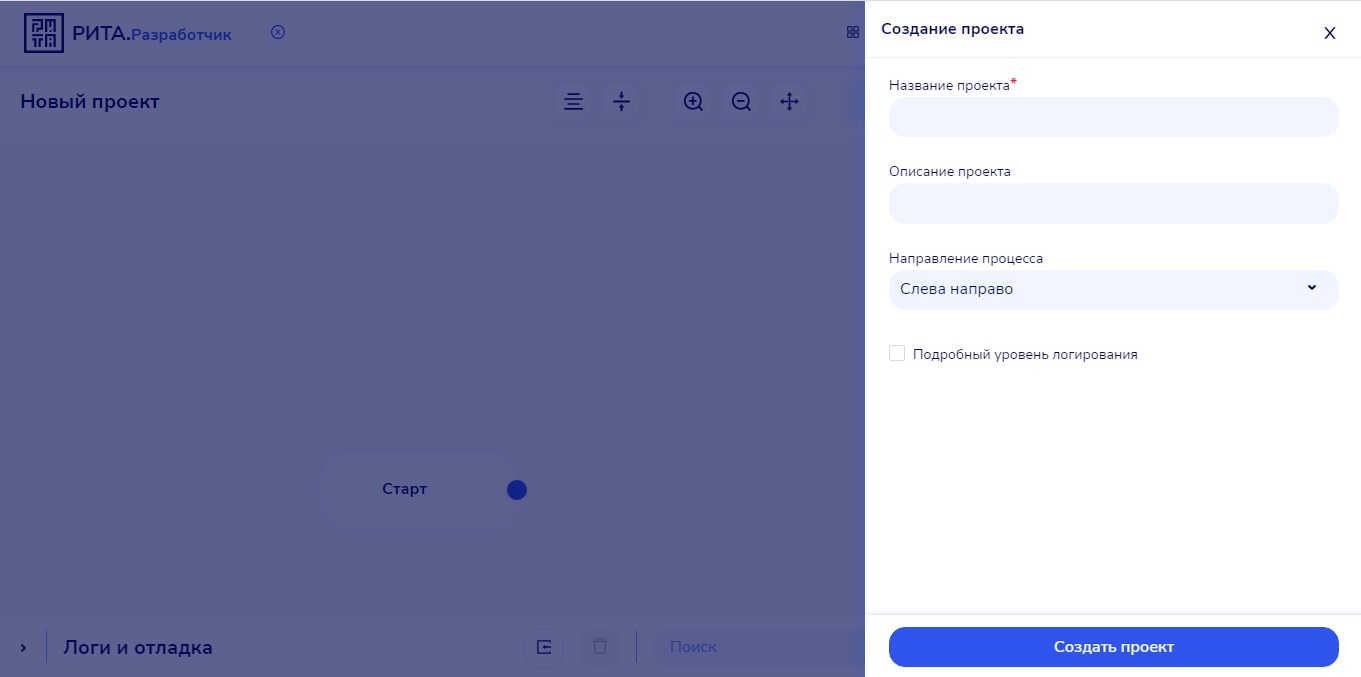 РИТА.Разработчик
Новый проект
Старт
Логи и отладка
Поиск
Создание проекта
X
Название проекта*
Описание проекта
Направление процесса
Слева направо
Подробный уровень логирования
Создать проект